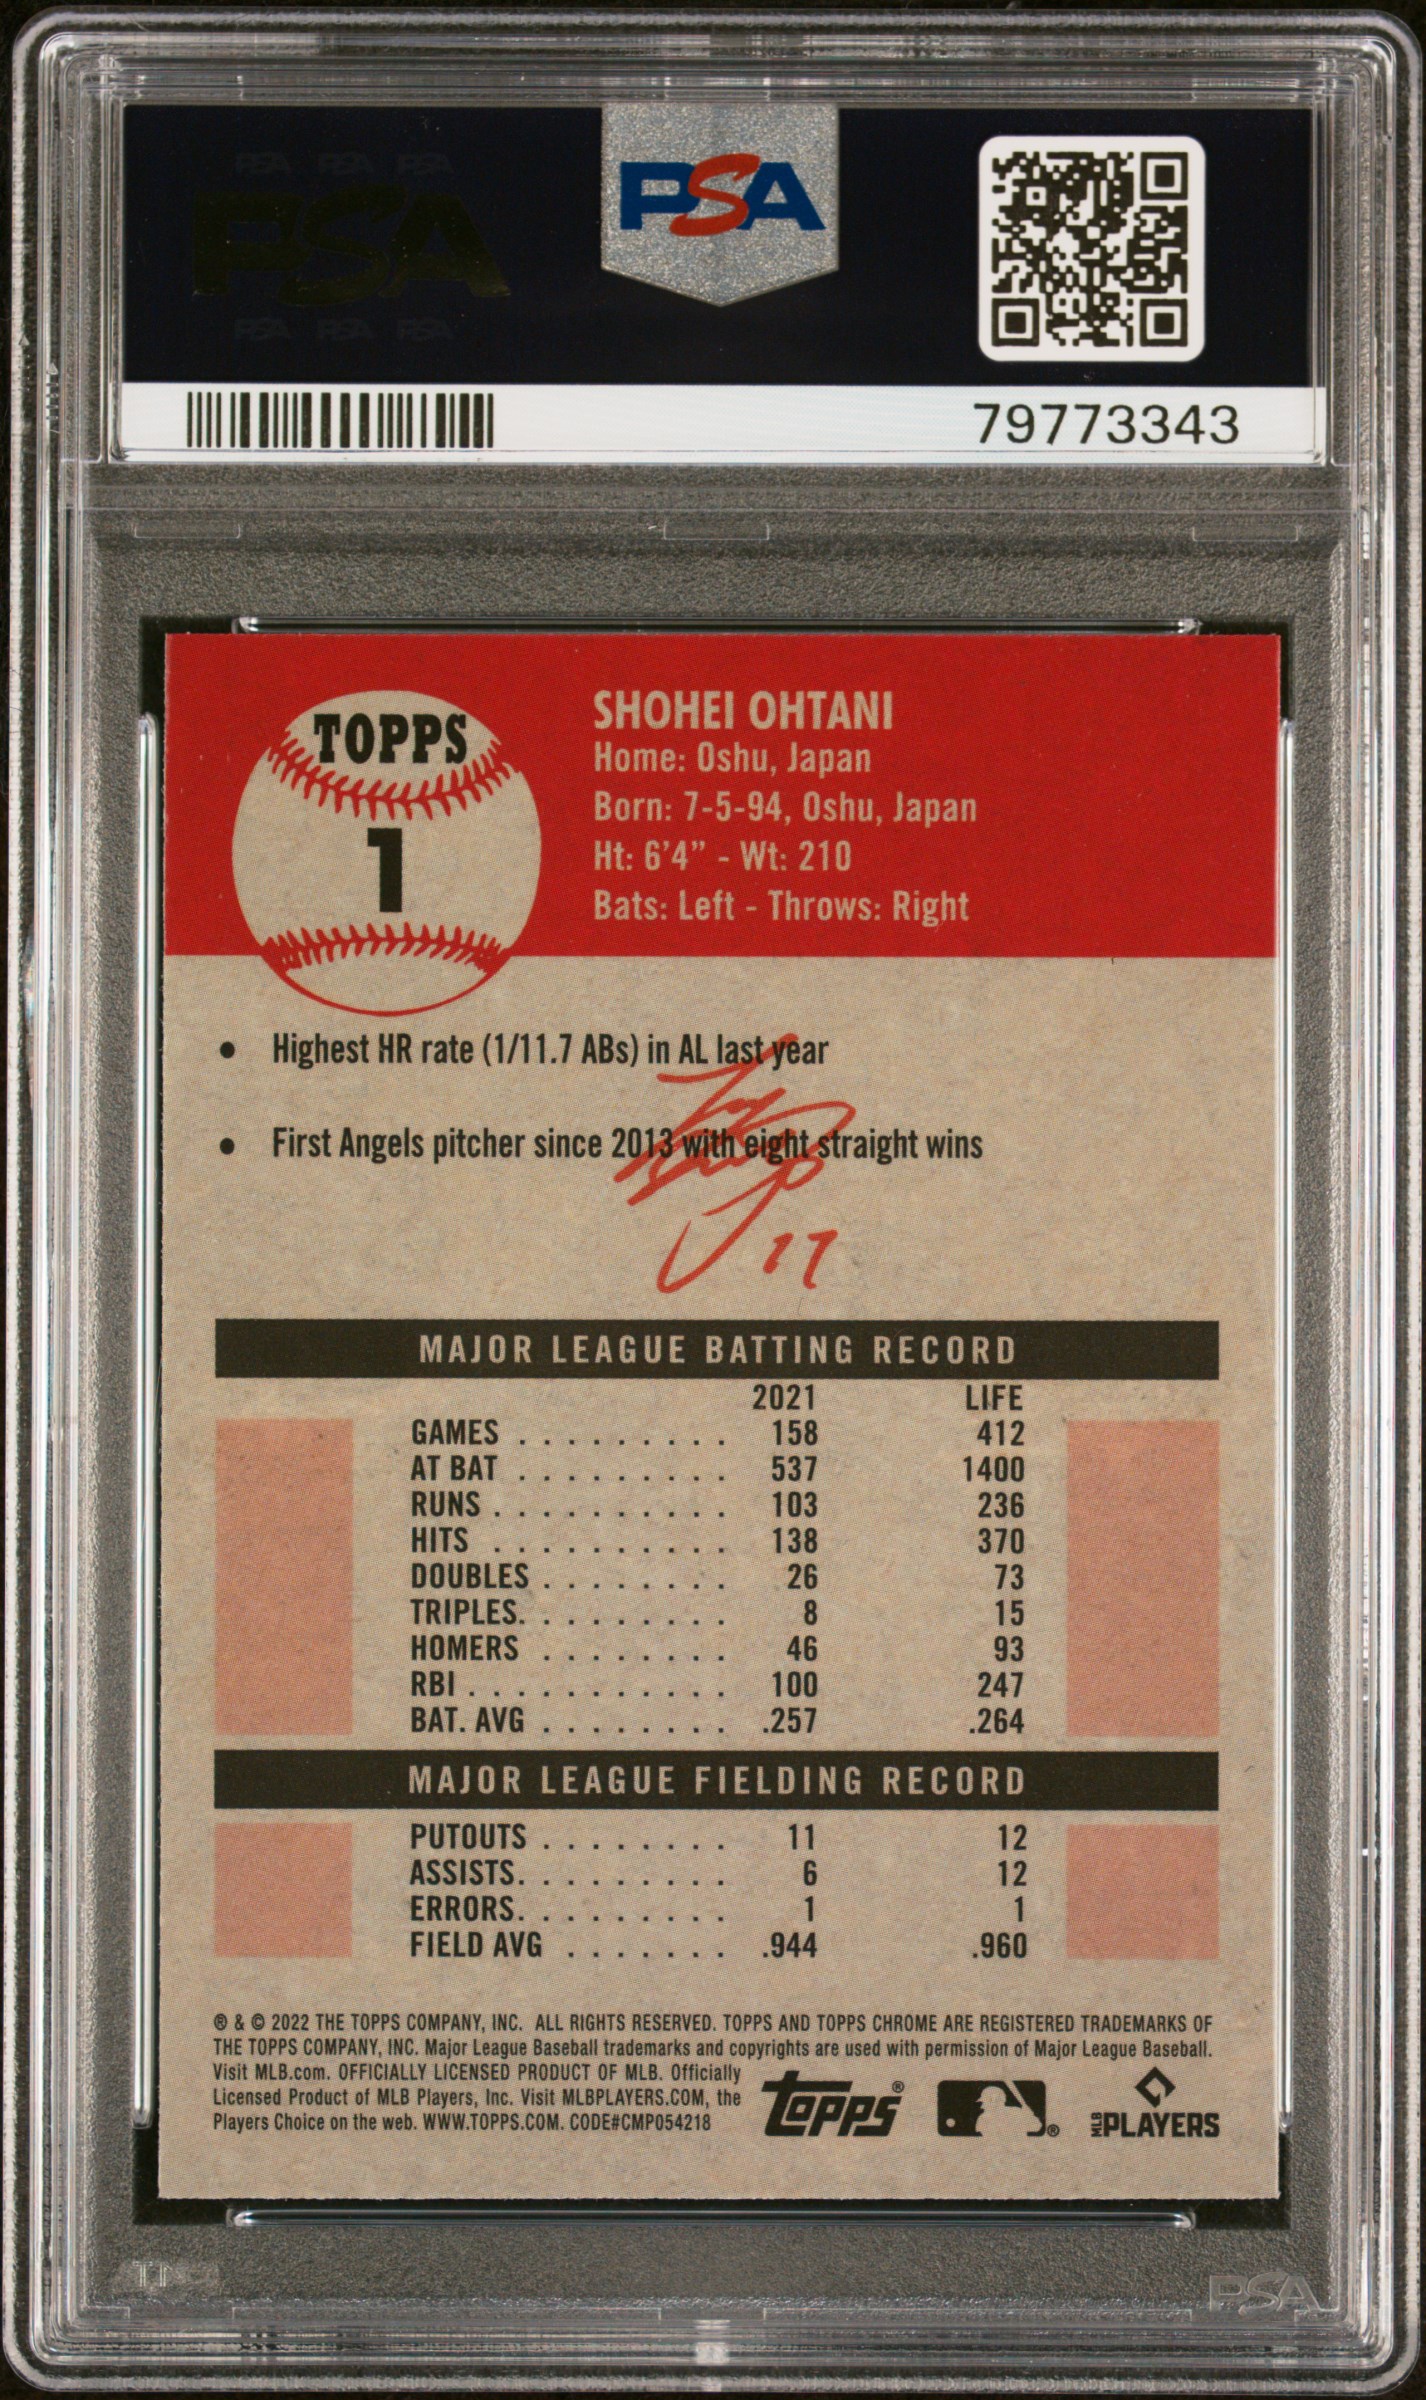 PSA PSA PSA
PSA
PSA PSA PSA
PSA
79773343
TOPPS
1
SHOHEI OHTANI
Home: Oshu, Japan
Born: 7-5-94, Oshu, Japan
Ht: 6'4" - Wt: 210
Bats: Left - Throws: Right
• Highest HR rate (1/11.7 ABs) in AL last year
• First Angels pitcher since 2013 with eight straight wins
17
MAJOR LEAGUE BATTING RECORD
2021 LIFE
GAMES . . . . . . . . . 158 412
AT BAT . . . . . . . . . 537 1400
RUNS . . . . . . . . . . 103 236
HITS . . . . . . . . . . 138 370
DOUBLES . . . . . . . . 26 73
TRIPLES. . . . . . . . . 8 15
HOMERS . . . . . . . . 46 93
RBI . . . . . . . . . . . 100 247
BAT. AVG . . . . . . . . .257 .264
MAJOR LEAGUE FIELDING RECORD
PUTOUTS . . . . . . . . 11 12
ASSISTS. . . . . . . . . 6 12
ERRORS. . . . . . . . . 1 1
FIELD AVG . . . . . . . .944 .960
® & © 2022 THE TOPPS COMPANY, INC. ALL RIGHTS RESERVED. TOPPS AND TOPPS CHROME ARE REGISTERED TRADEMARKS OF
THE TOPPS COMPANY, INC. Major League Baseball trademarks and copyrights are used with permission of Major League Baseball.
Visit MLB.com. OFFICIALLY LICENSED PRODUCT OF MLB. Officially
Licensed Product of MLB Players, Inc. Visit MLBPLAYERS.COM, the
Players Choice on the web. WWW.TOPPS.COM. CODE#CMP054218
topps®
®
MLB PLAYERS
PSA